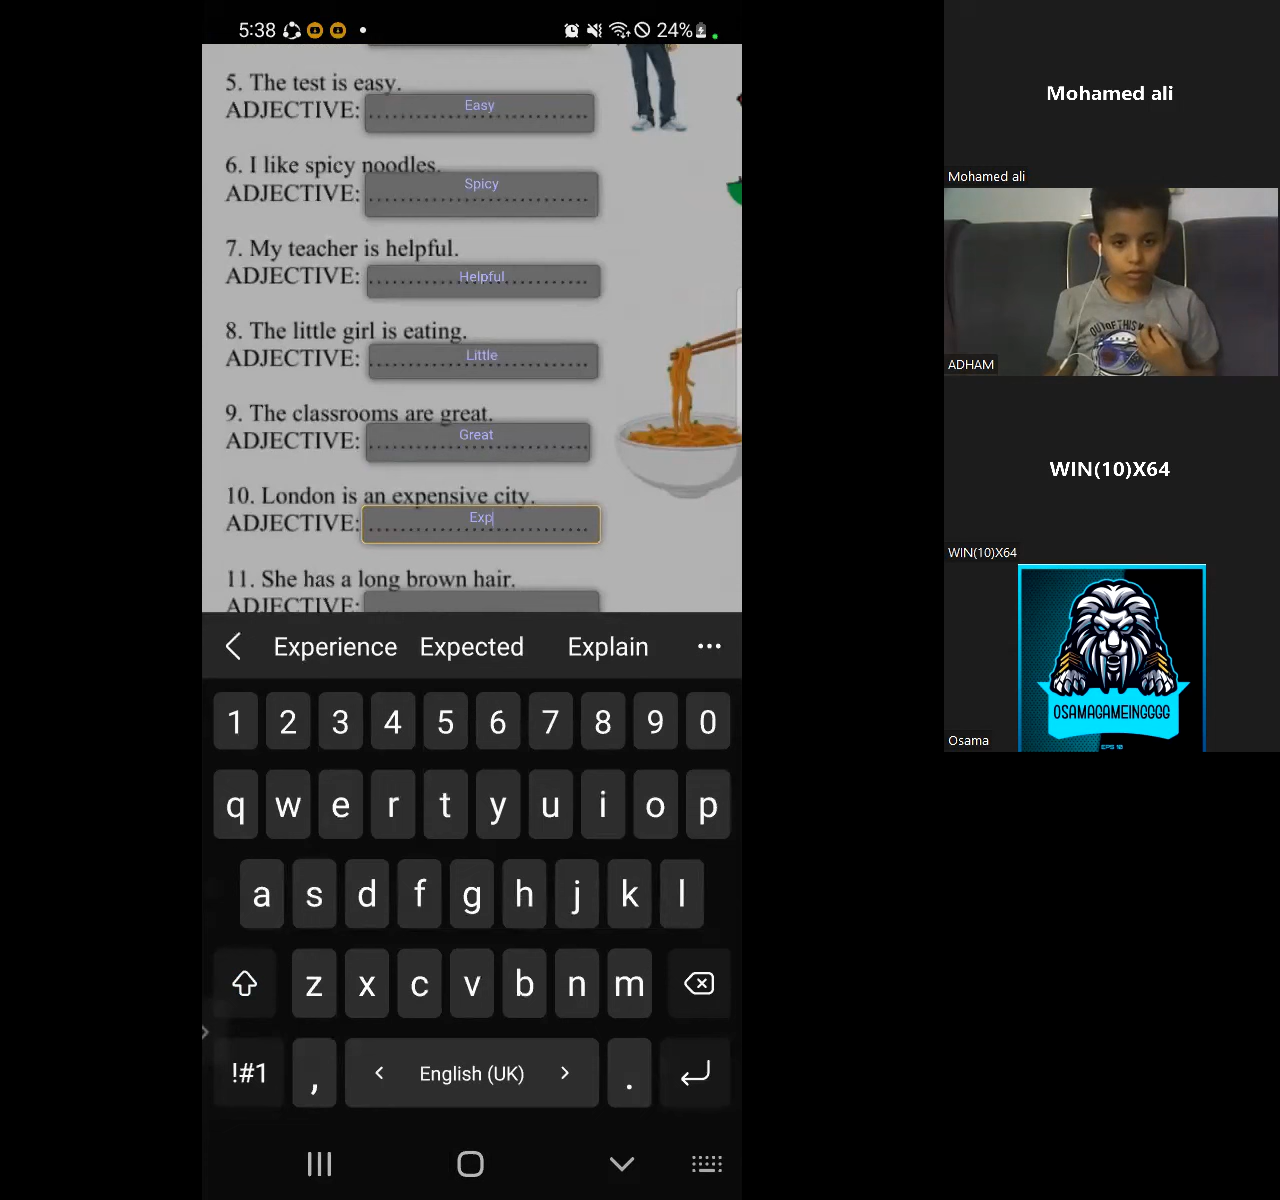 5:38
24%
5. The test is easy.
ADJECTIVE:
Easy
6. I like spicy noodles.
ADJECTIVE:
Spicy
7. My teacher is helpful.
ADJECTIVE:
Helpful
8. The little girl is eating.
ADJECTIVE:
Little
9. The classrooms are great.
ADJECTIVE:
Great
10. London is an expensive city.
ADJECTIVE:
Exp
11. She has a long brown hair.
ADJECTIVE:
Experience Expected Explain
1 2 3 4 5 6 7 8 9 0
q w e r t y u i o p
a s d f g h j k l
z x c v b n m
!#1 , English (UK) .
Mohamed ali
Mohamed ali
OUT OF THIS
ADHAM
WIN(10)X64
WIN(10)X64
OSAMAGAMEINGGGG
Osama